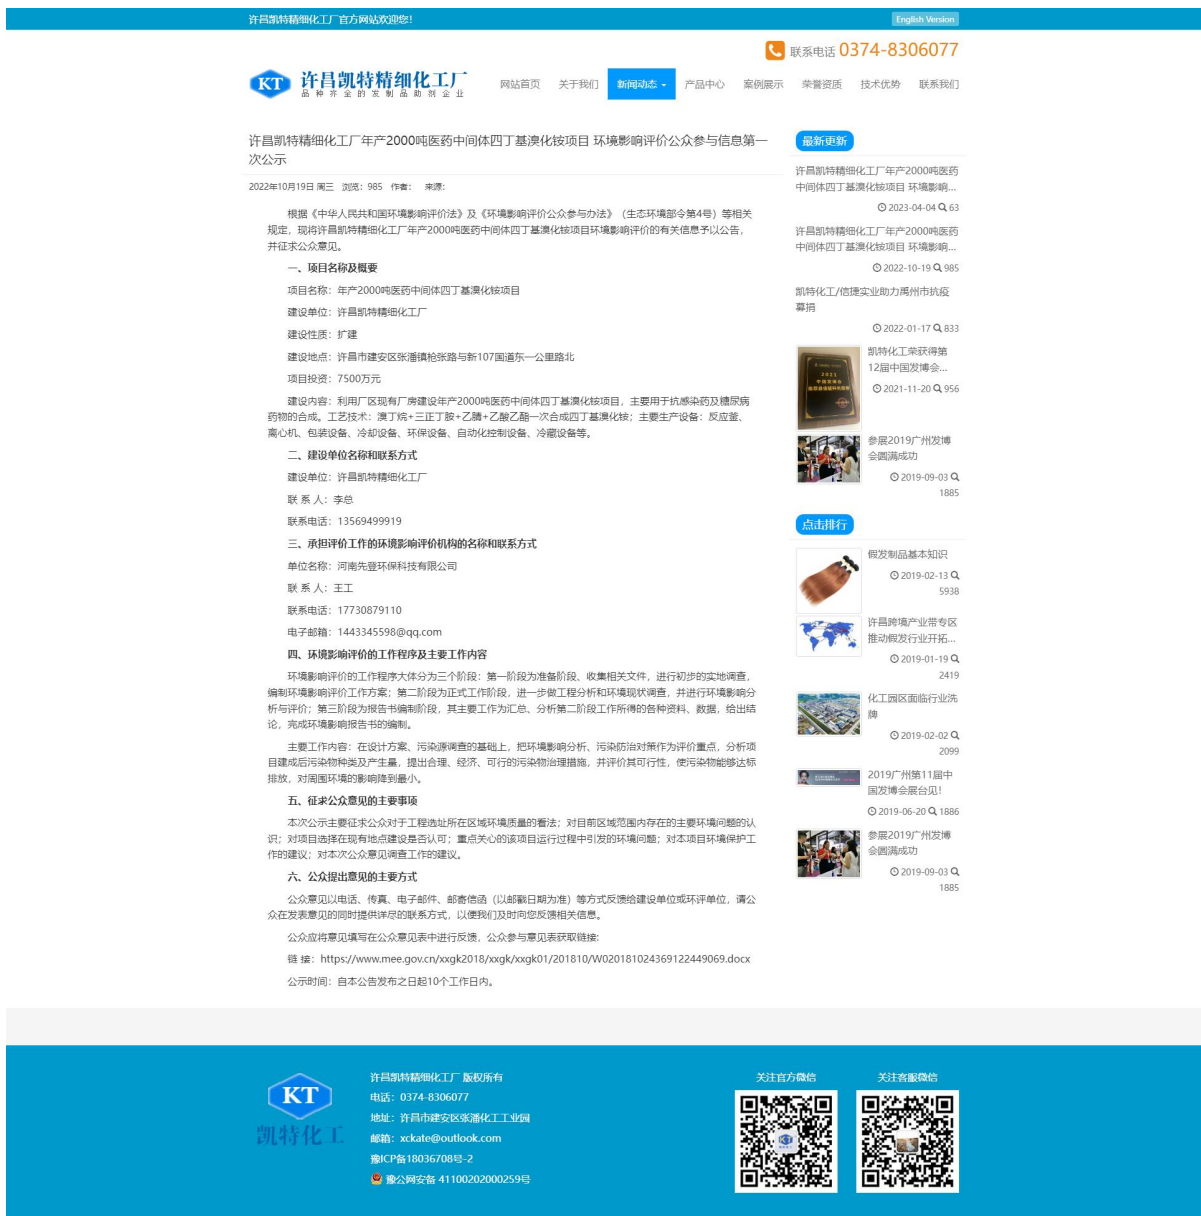 许昌凯特精细化工厂官方网站欢迎您!
English Version
联系电话 0374-8306077
KT 许昌凯特精细化工厂
品种齐全的发制品助剂企业
网站首页 关于我们 新闻动态 产品中心 案例展示 荣誉资质 技术优势 联系我们
许昌凯特精细化工厂年产2000吨医药中间体四丁基溴化铵项目 环境影响评价公众参与信息第一
次公示
2022年10月19日 周三 浏览：985 作者： 来源：
根据《中华人民共和国环境影响评价法》及《环境影响评价公众参与办法》（生态环境部令第4号）等相关
规定，现将许昌凯特精细化工厂年产2000吨医药中间体四丁基溴化铵项目环境影响评价的有关信息予以公告，
并征求公众意见。
一、项目名称及概要
项目名称：年产2000吨医药中间体四丁基溴化铵项目
建设单位：许昌凯特精细化工厂
建设性质：扩建
建设地点：许昌市建安区张潘镇枪张路与新107国道东一公里路北
项目投资：7500万元
建设内容：利用厂区现有厂房建设年产2000吨医药中间体四丁基溴化铵项目，主要用于抗感染药及糖尿病
药物的合成。工艺技术：溴丁烷+三正丁胺+乙腈+乙酸乙酯一次合成四丁基溴化铵；主要生产设备：反应釜、
离心机、包装设备、冷却设备、环保设备、自动化控制设备、冷藏设备等。
二、建设单位名称和联系方式
建设单位：许昌凯特精细化工厂
联 系 人：李总
联系电话：13569499919
三、承担评价工作的环境影响评价机构的名称和联系方式
单位名称：河南先登环保科技有限公司
联 系 人：王工
联系电话：17730879110
电子邮箱：1443345598@qq.com
四、环境影响评价的工作程序及主要工作内容
环境影响评价的工作程序大体分为三个阶段：第一阶段为准备阶段、收集相关文件，进行初步的实地调查，
编制环境影响评价工作方案；第二阶段为正式工作阶段，进一步做工程分析和环境现状调查，并进行环境影响分
析与评价；第三阶段为报告书编制阶段，其主要工作为汇总、分析第二阶段工作所得的各种资料、数据，给出结
论，完成环境影响报告书的编制。
主要工作内容：在设计方案、污染源调查的基础上，把环境影响分析、污染防治对策作为评价重点，分析项
目建成后污染物种类及产生量，提出合理、经济、可行的污染物治理措施，并评价其可行性，使污染物能够达标
排放，对周围环境的影响降到最小。
五、征求公众意见的主要事项
本次公示主要征求公众对于工程选址所在区域环境质量的看法；对目前区域范围内存在的主要环境问题的认
识；对项目选择在现有地点建设是否认可；重点关心的该项目运行过程中引发的环境问题；对本项目环境保护工
作的建议；对本次公众意见调查工作的建议。
六、公众提出意见的主要方式
公众意见以电话、传真、电子邮件、邮寄信函（以邮戳日期为准）等方式反馈给建设单位或环评单位，请公
众在发表意见的同时提供详尽的联系方式，以便我们及时向您反馈相关信息。
公众应将意见填写在公众意见表中进行反馈，公众参与意见表获取链接:
链 接：https://www.mee.gov.cn/xxgk2018/xxgk/xxgk01/201810/W020181024369122449069.docx
公示时间：自本公告发布之日起10个工作日内。
最新更新
许昌凯特精细化工厂年产2000吨医药
中间体四丁基溴化铵项目 环境影响...
2023-04-04 63
许昌凯特精细化工厂年产2000吨医药
中间体四丁基溴化铵项目 环境影响...
2022-10-19 985
凯特化工/信捷实业助力禹州市抗疫
募捐
2022-01-17 833
2021
凯特化工荣获得第
12届中国发博会...
2021-11-20 956
参展2019广州发博
会圆满成功
2019-09-03
1885
点击排行
假发制品基本知识
2019-02-13
5938
许昌跨境产业带专区
推动假发行业开拓...
2019-01-19
2419
化工园区面临行业洗
牌
2019-02-02
2099
2019广州第11届中
国发博会展台见！
2019-06-20 1886
参展2019广州发博
会圆满成功
2019-09-03
1885
KT
凯特化工
许昌凯特精细化工厂 版权所有
电话：0374-8306077
地址：许昌市建安区张潘化工工业园
邮箱：xckate@outlook.com
豫ICP备18036708号-2
豫公网安备 41100202000259号
关注官方微信
关注客服微信
KT